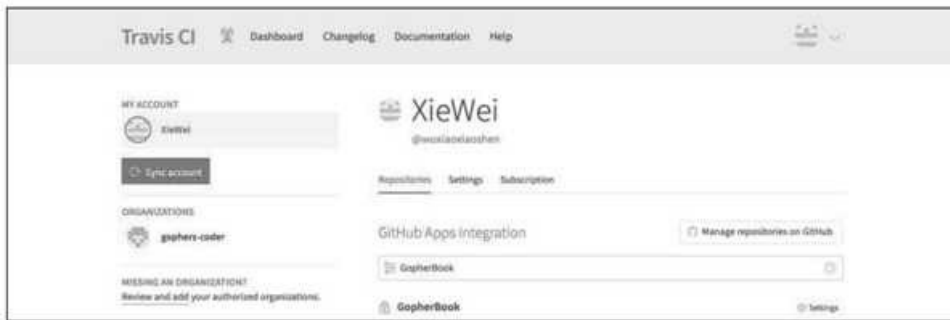 Travis CI Dashboard Changelog Documentation Help
MY ACCOUNT
XieWei
Sync account
ORGANIZATIONS
gophers-coder
MISSING AN ORGANIZATION?
Review and add your authorized organizations.
XieWei
Repositories Settings Subscription
GitHub Apps Integration
Manage repositories on GitHub
GopherBook
GopherBook
Settings